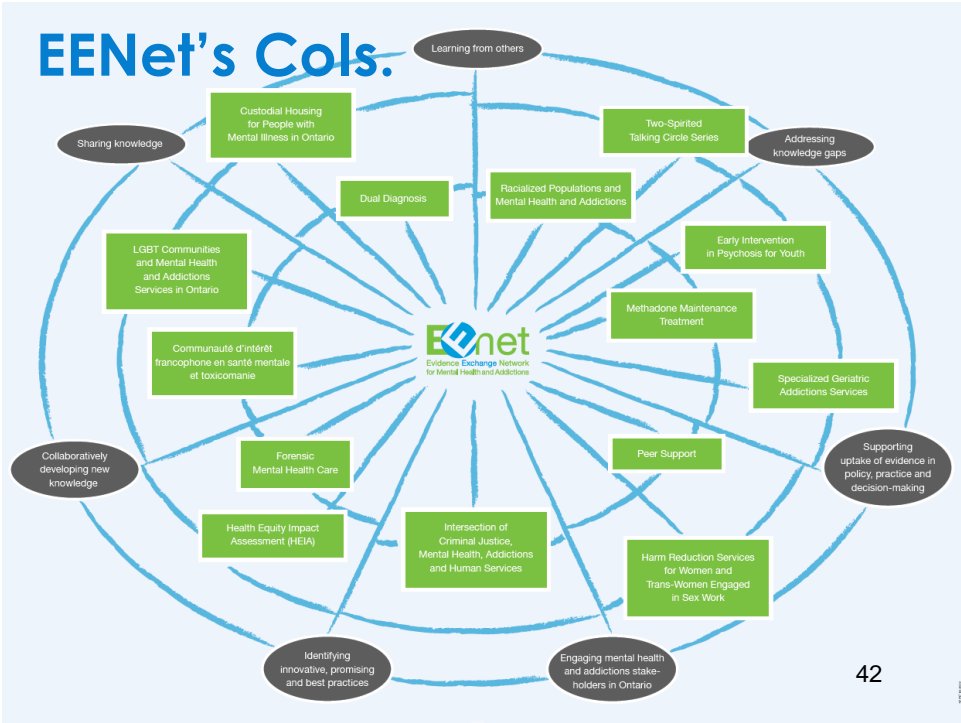 EENet's CoIs.
Learning from others
Custodial Housing
for People with
Mental Illness in Ontario
Two-Spirited
Talking Circle Series
Sharing knowledge
Addressing
knowledge gaps
Dual Diagnosis
Racialized Populations and
Mental Health and Addictions
LGBT Communities
and Mental Health
and Addictions
Services in Ontario
Early Intervention
in Psychosis for Youth
Methadone Maintenance
Treatment
EEnet
Evidence Exchange Network
for Mental Health and Addictions
Communauté d'intérêt
francophone en santé mentale
et toxicomanie
Specialized Geriatric
Addictions Services
Collaboratively
developing new
knowledge
Forensic
Mental Health Care
Peer Support
Supporting
uptake of evidence in
policy, practice and
decision-making
Health Equity Impact
Assessment (HEIA)
Intersection of
Criminal Justice,
Mental Health, Addictions
and Human Services
Harm Reduction Services
for Women and
Trans-Women Engaged
in Sex Work
Identifying
innovative, promising
and best practices
Engaging mental health
and addictions stake-
holders in Ontario
42